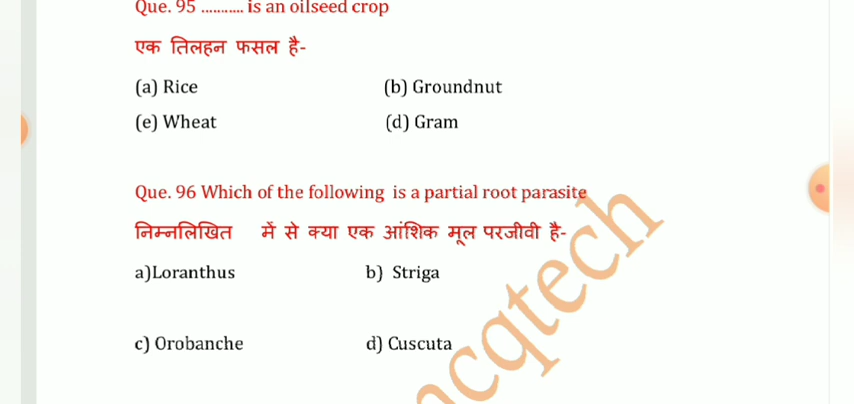 Que. 95 ........... is an oilseed crop
एक तिलहन फसल है-
(a) Rice (b) Groundnut
(e) Wheat (d) Gram
Que. 96 Which of the following is a partial root parasite
निम्नलिखित में से क्या एक आंशिक मूल परजीवी है-
a)Loranthus b) Striga
c) Orobanche d) Cuscuta